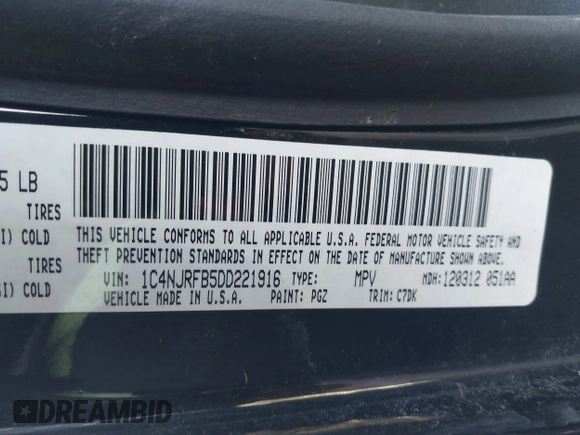 5 LB
TIRES
I) COLD
TIRES
SI) COLD
THIS VEHICLE CONFORMS TO ALL APPLICABLE U.S.A. FEDERAL MOTOR VEHICLE SAFETY AND
THEFT PREVENTION STANDARDS IN EFFECT ON THE DATE OF MANUFACTURE SHOWN ABOVE.
VIN: 1C4NJRFB5DD221916 TYPE: MPV MDH: 120312 051AA
VEHICLE MADE IN U.S.A. PAINT: PGZ TRIM: C7DK
DREAMBID